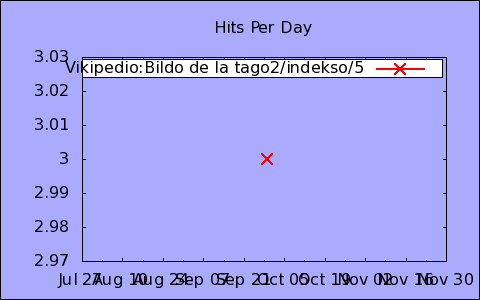 Hits Per Day
3.03
Vikipedio:Bildo de la tago2/indekso/5
3.02
3.01
3
2.99
2.98
2.97
Jul 27 Aug 10 Aug 24 Sep 07 Sep 21 Oct 05 Oct 19 Nov 02 Nov 16 Nov 30